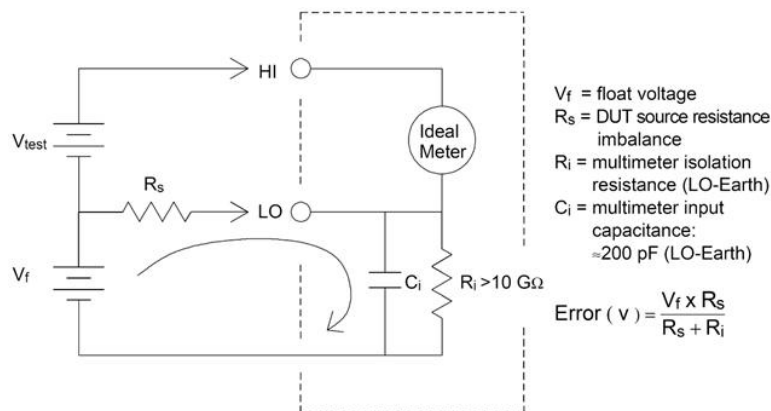 HI
V_test
Ideal
Meter
R_s
LO
V_f
C_i
R_i >10 GΩ
V_f = float voltage
R_s = DUT source resistance
imbalance
R_i = multimeter isolation
resistance (LO-Earth)
C_i = multimeter input
capacitance:
≈200 pF (LO-Earth)
Error ( v ) = V_f x R_s / R_s + R_i